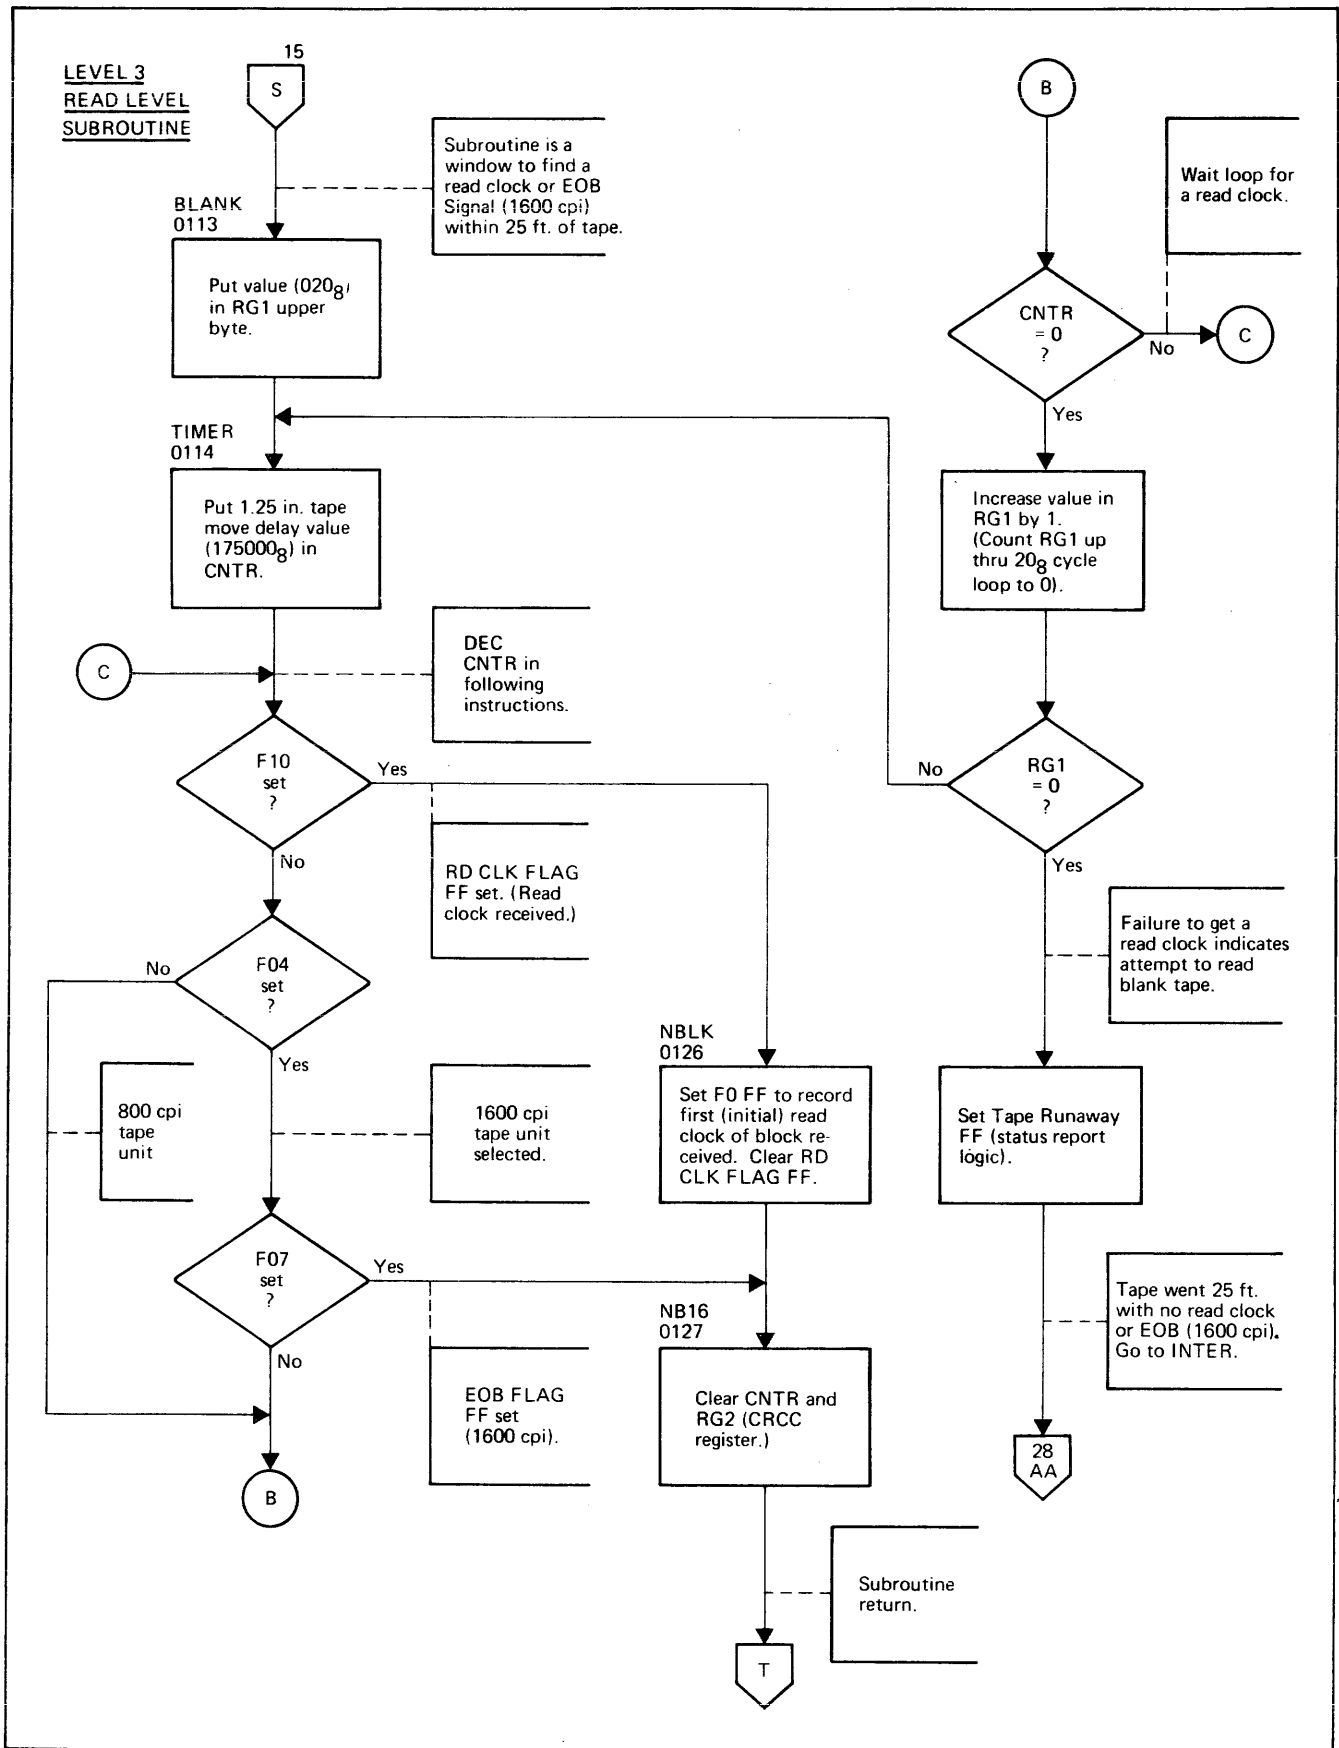 LEVEL 3
READ LEVEL
SUBROUTINE
15
S
Subroutine is a
window to find a
read clock or EOB
Signal (1600 cpi)
within 25 ft. of tape.
BLANK
0113
Put value (020₈)
in RG1 upper
byte.
TIMER
0114
Put 1.25 in. tape
move delay value
(175000₈) in
CNTR.
C
DEC
CNTR in
following
instructions.
F10
set
?
Yes
No
RD CLK FLAG
FF set. (Read
clock received.)
F04
set
?
No
Yes
800 cpi
tape
unit
1600 cpi
tape unit
selected.
F07
set
?
Yes
No
EOB FLAG
FF set
(1600 cpi).
B
NBLK
0126
Set F0 FF to record
first (initial) read
clock of block re-
ceived. Clear RD
CLK FLAG FF.
NB16
0127
Clear CNTR and
RG2 (CRCC
register.)
Subroutine
return.
T
B
Wait loop for
a read clock.
CNTR
= 0
?
No
C
Yes
Increase value in
RG1 by 1.
(Count RG1 up
thru 20₈ cycle
loop to 0).
RG1
= 0
?
No
Yes
Failure to get a
read clock indicates
attempt to read
blank tape.
Set Tape Runaway
FF (status report
logic).
Tape went 25 ft.
with no read clock
or EOB (1600 cpi).
Go to INTER.
28
AA